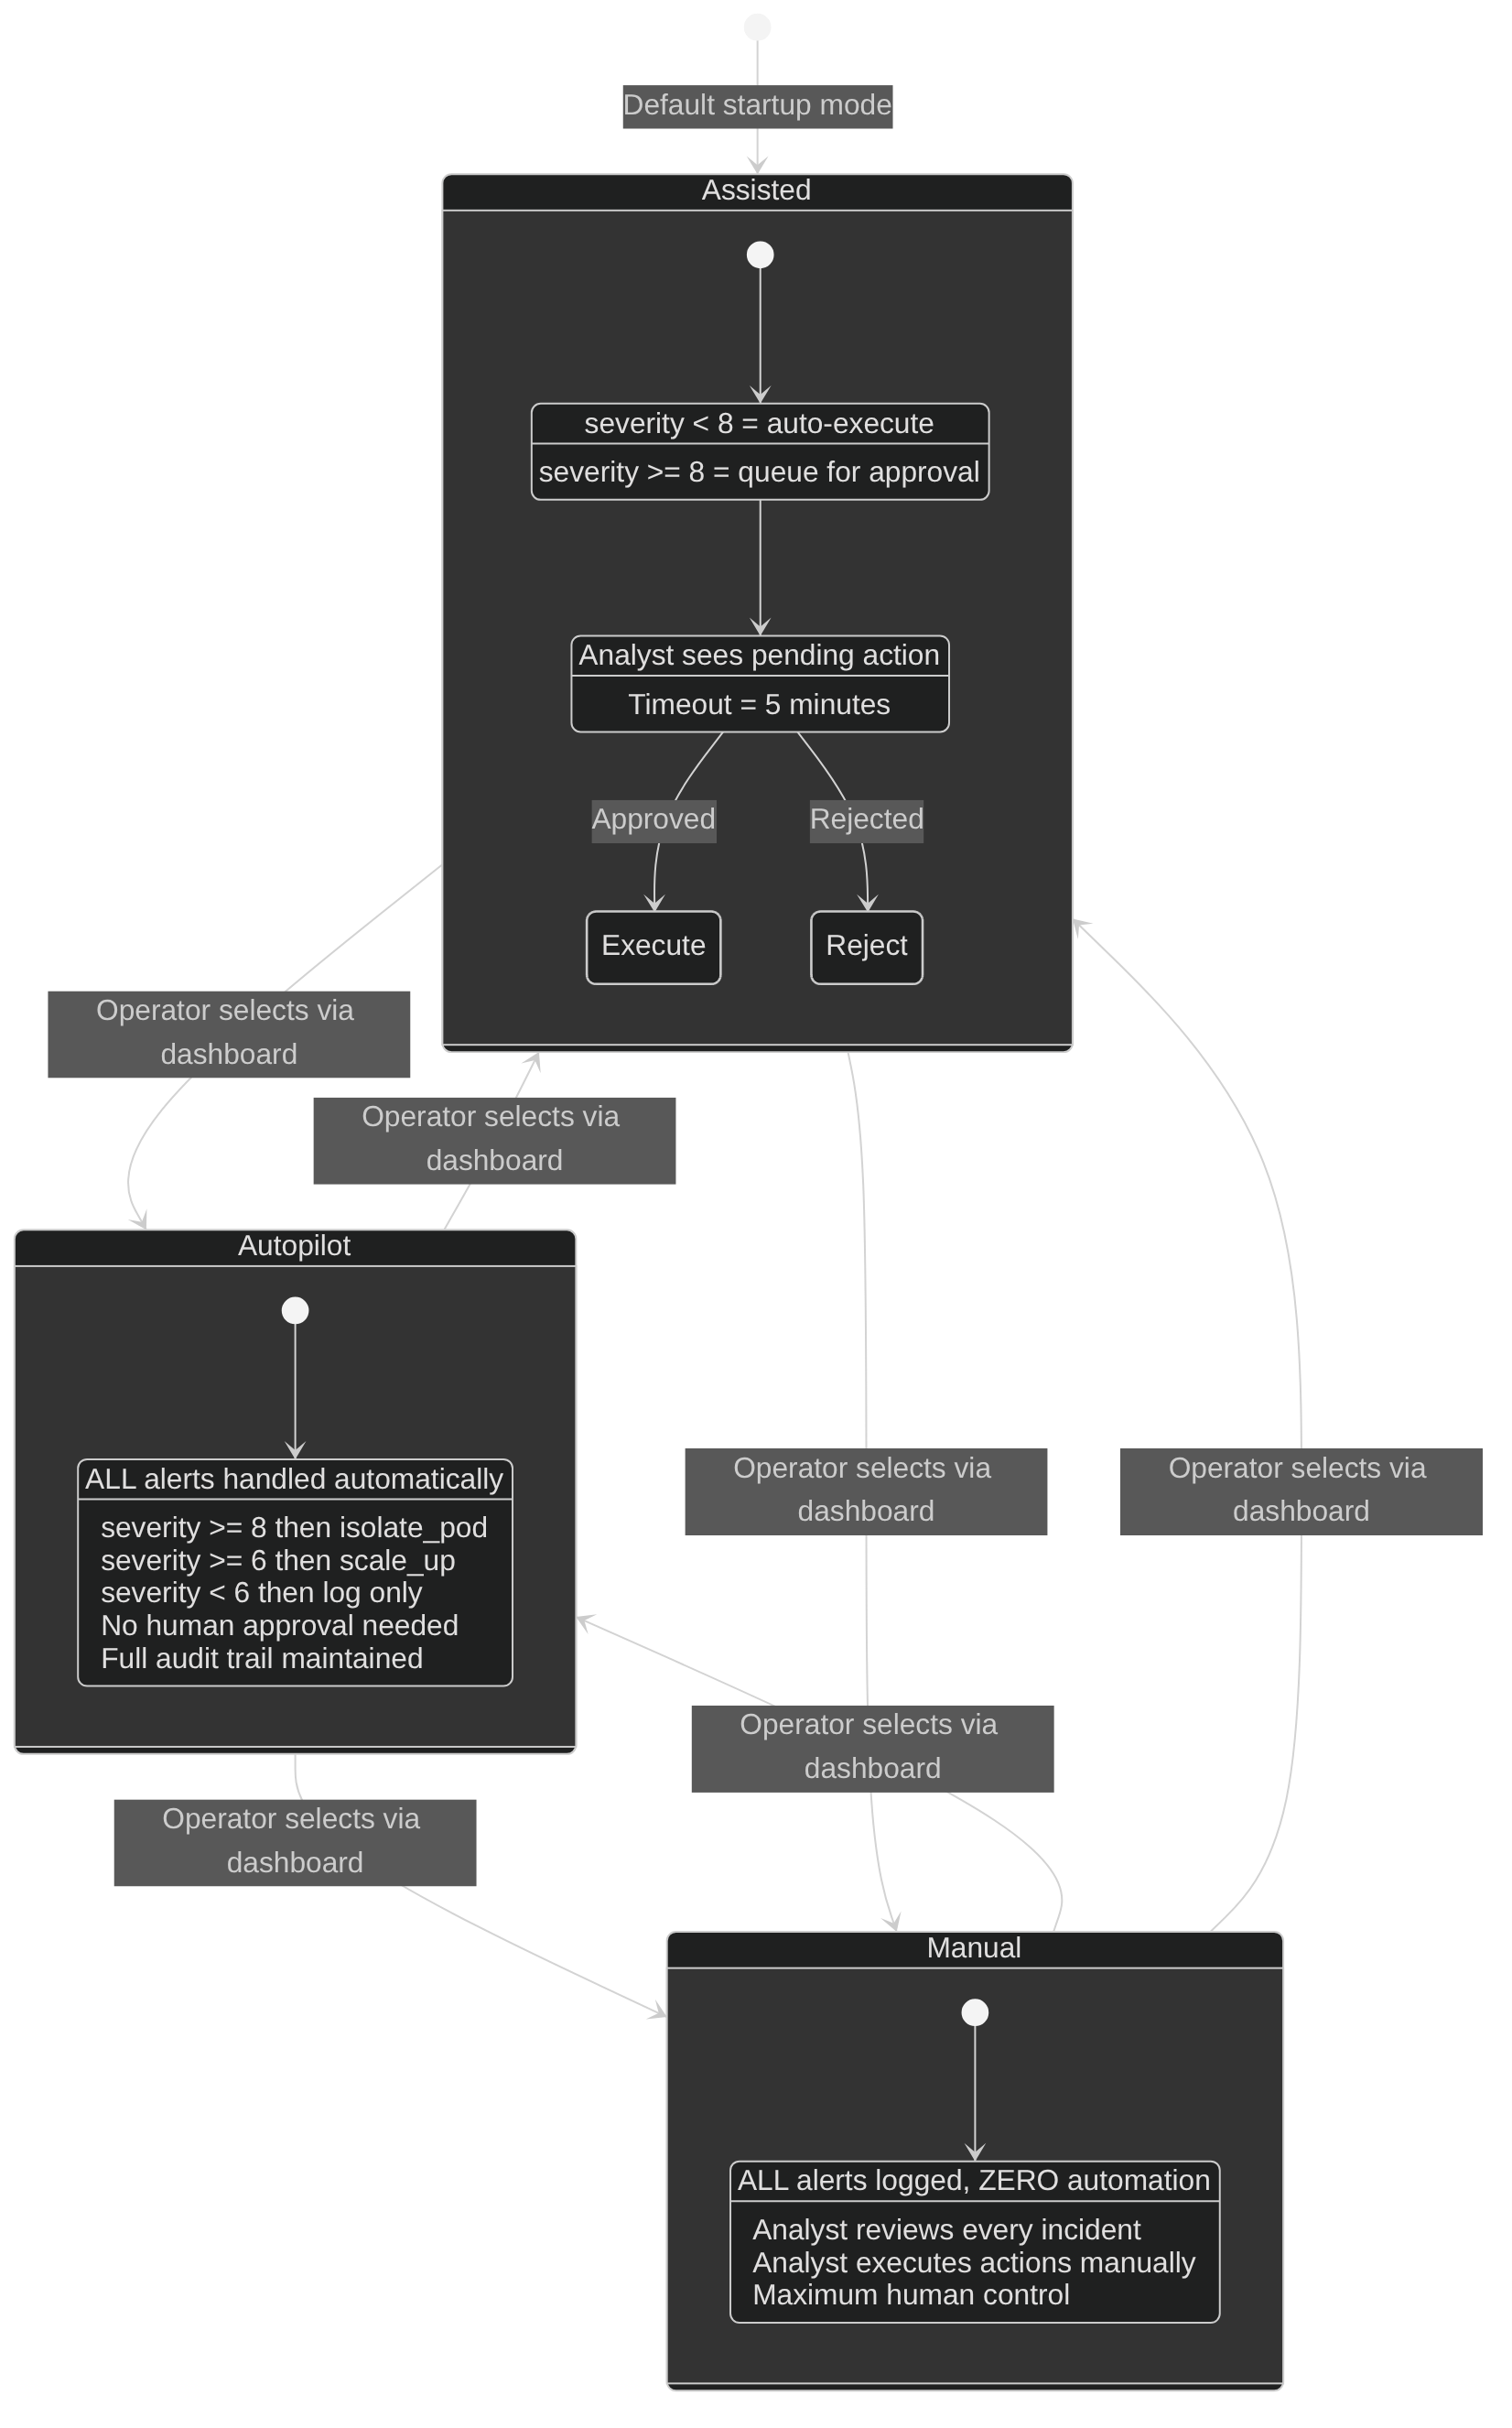 Default startup mode
Assisted
severity < 8 = auto-execute
severity >= 8 = queue for approval
Analyst sees pending action
Timeout = 5 minutes
Approved
Rejected
Execute
Reject
Operator selects via
dashboard
Operator selects via
dashboard
Autopilot
ALL alerts handled automatically
severity >= 8 then isolate_pod
severity >= 6 then scale_up
severity < 6 then log only
No human approval needed
Full audit trail maintained
Operator selects via
dashboard
Operator selects via
dashboard
Operator selects via
dashboard
Operator selects via
dashboard
Manual
ALL alerts logged, ZERO automation
Analyst reviews every incident
Analyst executes actions manually
Maximum human control